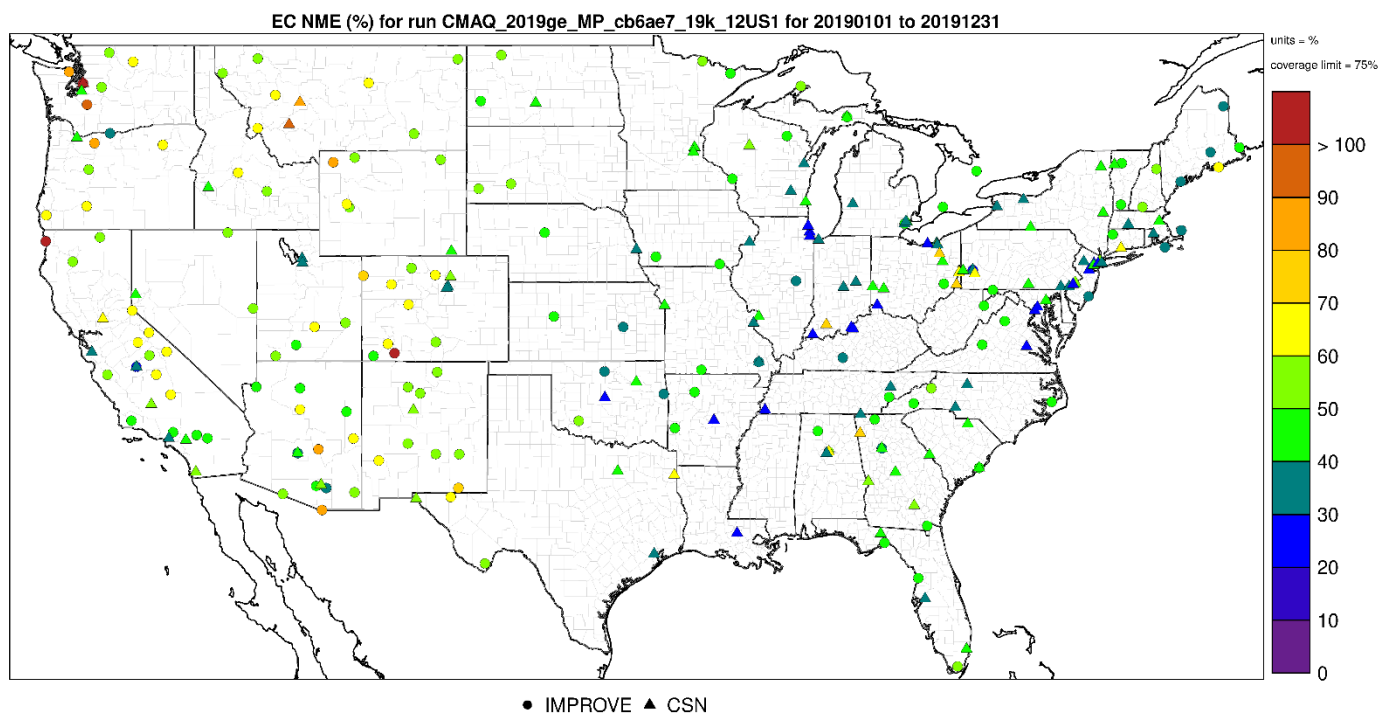 EC NME (%) for run CMAQ_2019ge_MP_cb6ae7_19k_12US1 for 20190101 to 20191231
units = %
coverage limit = 75%
> 100
90
80
70
60
50
40
30
20
10
0
● IMPROVE ▲ CSN